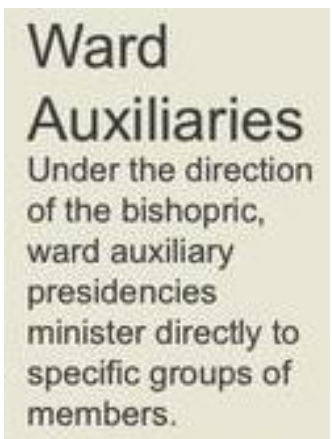 Ward
Auxiliaries
Under the direction
of the bishopric,
ward auxiliary
presidencies
minister directly to
specific groups of
members.